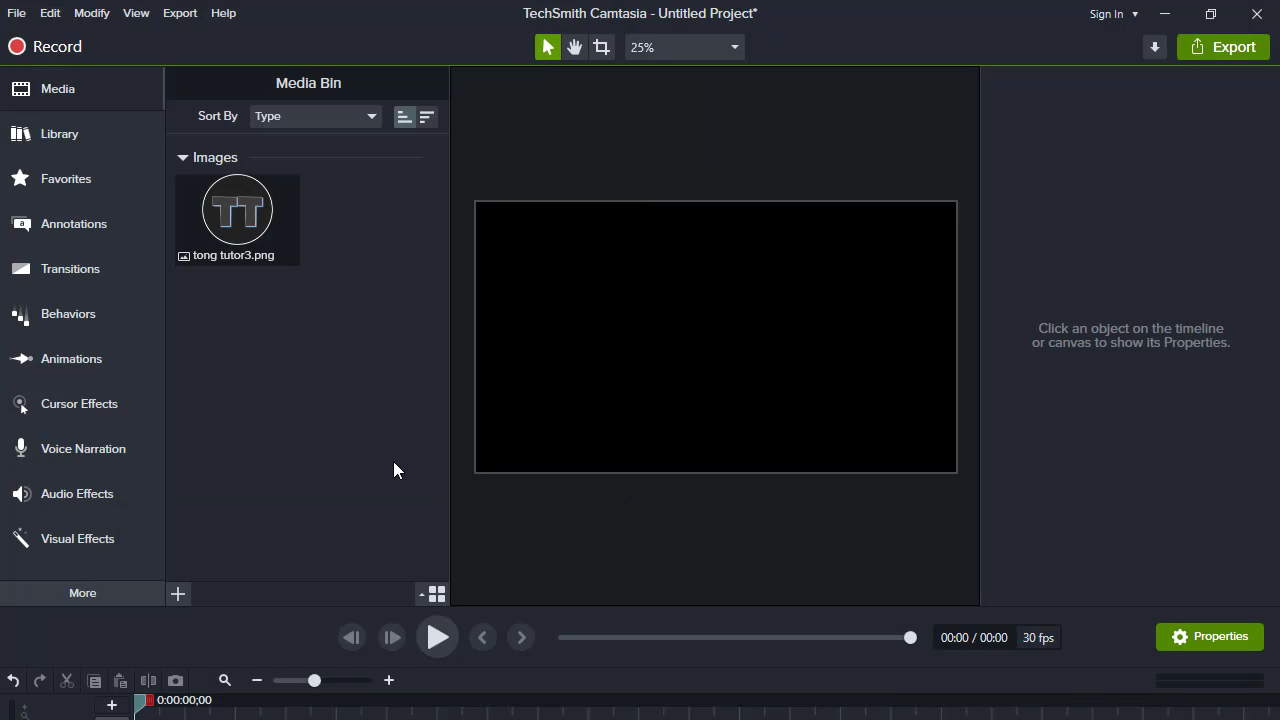 File Edit Modify View Export Help
TechSmith Camtasia - Untitled Project*
Sign In
Record
25%
Export
Media
Library
Favorites
Annotations
Transitions
Behaviors
Animations
Cursor Effects
Voice Narration
Audio Effects
Visual Effects
More
Media Bin
Sort By Type
Images
TT
tong tutor3.png
Click an object on the timeline
or canvas to show its Properties.
00:00 / 00:00 30 fps
Properties
0:00:00;00